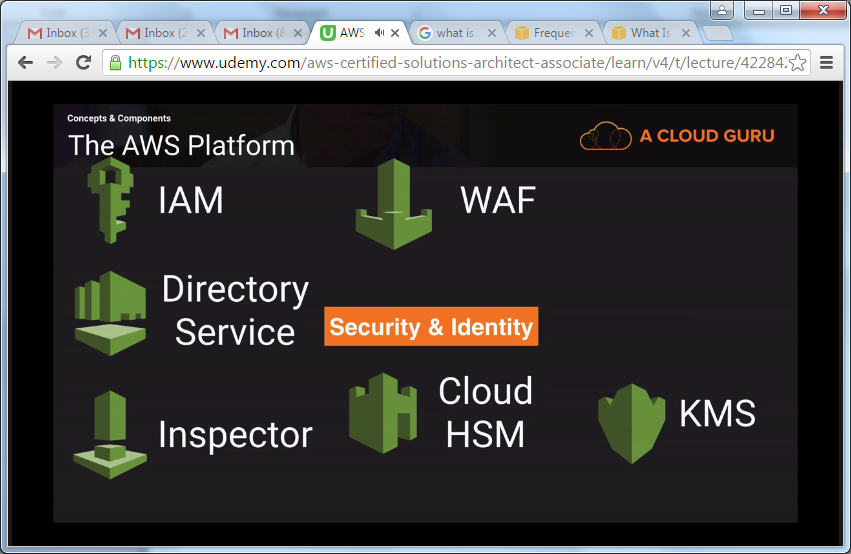 Inbox (3
Inbox (2
Inbox (8
AWS
what is
Frequen
What Is
https://www.udemy.com/aws-certified-solutions-architect-associate/learn/v4/t/lecture/42284
Concepts & Components
The AWS Platform
A CLOUD GURU
IAM
WAF
Directory
Service
Security & Identity
Inspector
Cloud
HSM
KMS